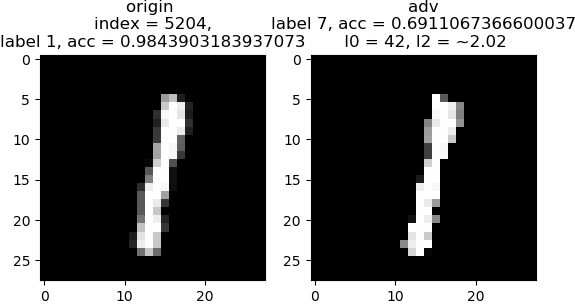 origin
index = 5204,
label 1, acc = 0.9843903183937073
adv
label 7, acc = 0.6911067366600037
l0 = 42, l2 = ~2.02
0
5
10
15
20
25
0 10 20
0
5
10
15
20
25
0 10 20